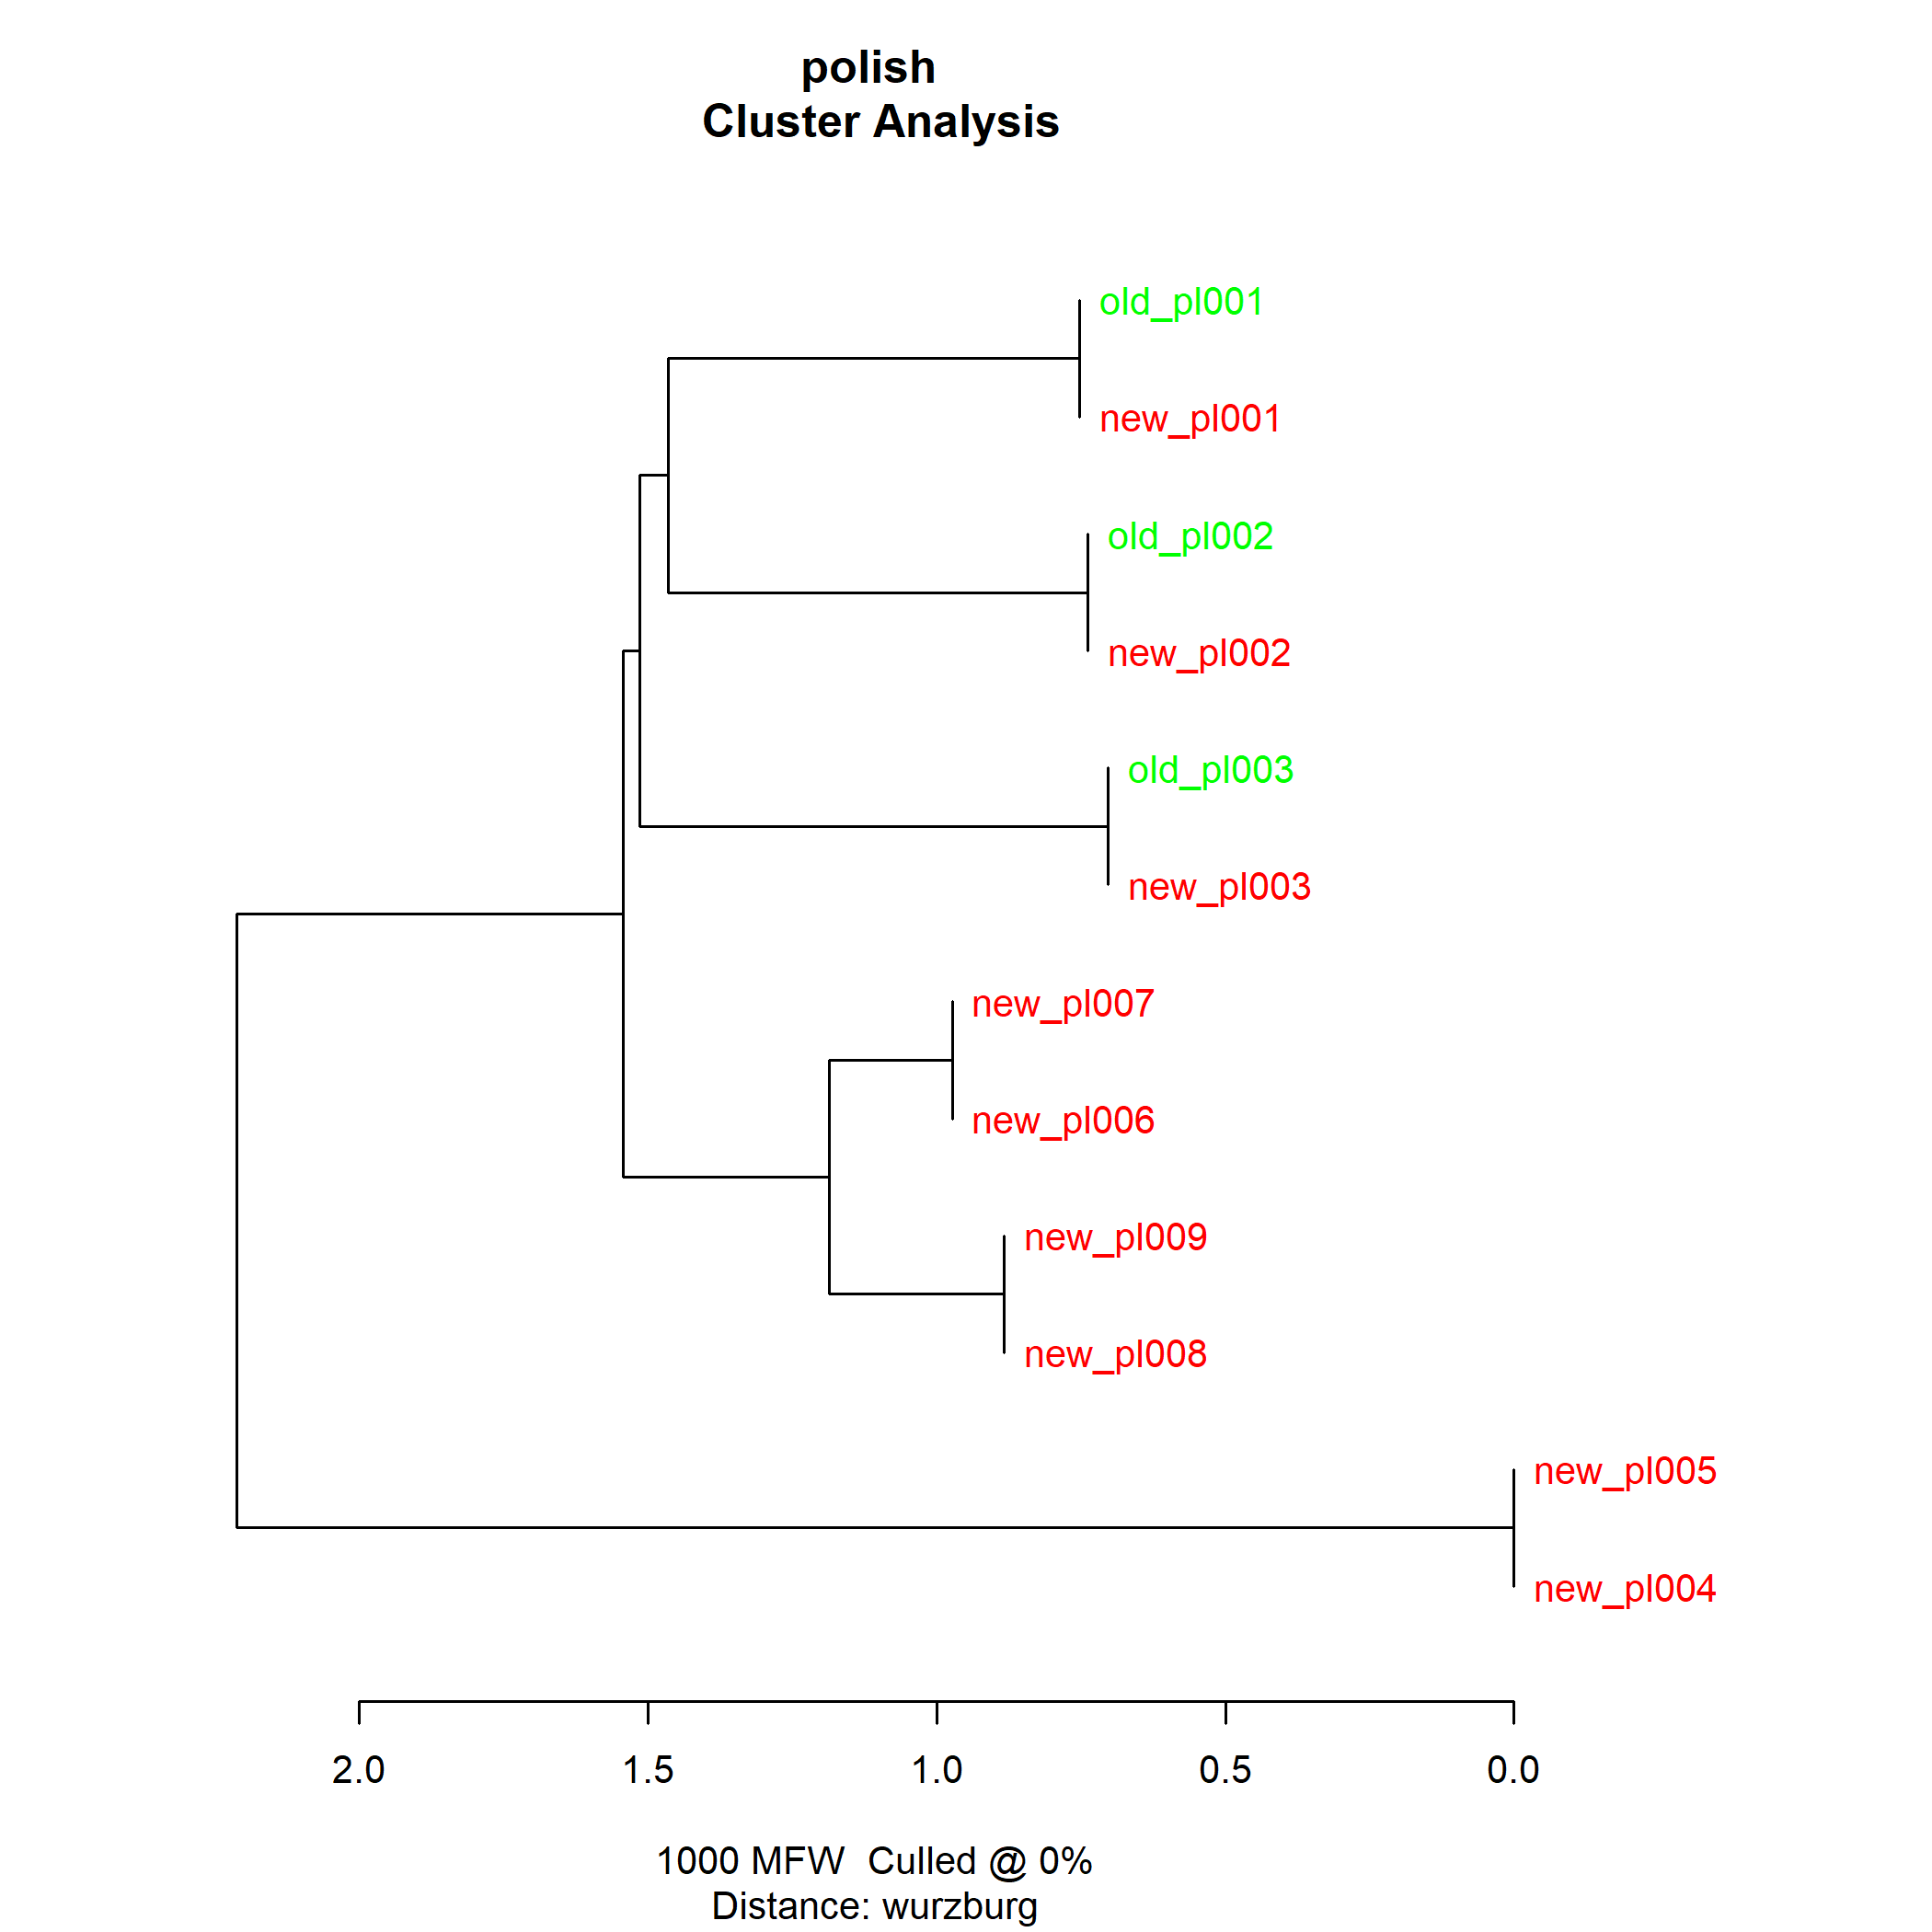 polish
Cluster Analysis
old_pl001
new_pl001
old_pl002
new_pl002
old_pl003
new_pl003
new_pl007
new_pl006
new_pl009
new_pl008
new_pl005
new_pl004
2.0 1.5 1.0 0.5 0.0
1000 MFW  Culled @ 0%
Distance: wurzburg